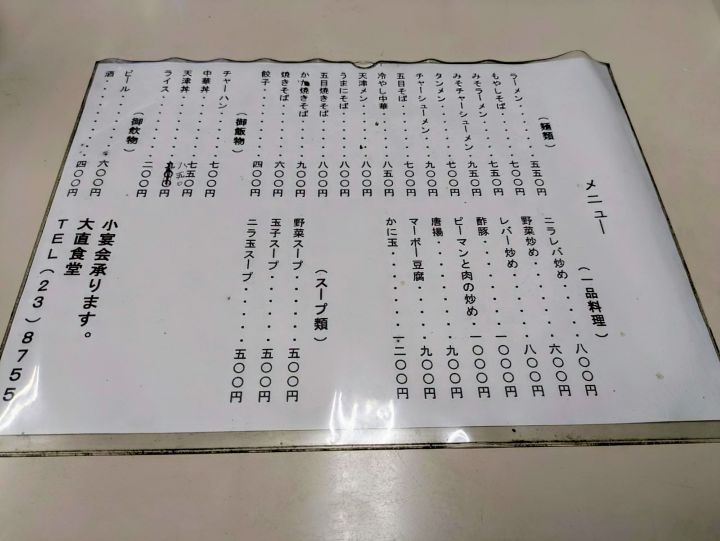 メニュー
（麺類）
ラーメン・・・・・・五五〇円
もやしそば・・・・・七〇〇円
みそラーメン・・・・七五〇円
みそチャーシューメン・九五〇円
タンメン・・・・・・七〇〇円
チャーシューメン・・九〇〇円
五目そば・・・・・・七〇〇円
冷やし中華・・・・・八五〇円
天津メン・・・・・・八〇〇円
うまにそば・・・・・八〇〇円
五目焼きそば・・・・八〇〇円
かた焼きそば・・・・九〇〇円
焼きそば・・・・・・六〇〇円
餃子・・・・・・・・四〇〇円
（御飯物）
チャーハン・・・・・七〇〇円
中華丼・・・・・・・七五〇円
天津丼・・・・・・・八五〇円
ライス・・・・・・・二〇〇円
（御飲物）
ビール・・・・・・・六〇〇円
酒・・・・・・・・・四〇〇円
（一品料理）
ニラレバ炒め・・・・・八〇〇円
野菜炒め・・・・・・・六〇〇円
レバー炒め・・・・・・八〇〇円
酢豚・・・・・・・・一〇〇〇円
ピーマンと肉の炒め・一〇〇〇円
唐揚・・・・・・・・・九〇〇円
マーボー豆腐・・・・・九〇〇円
かに玉・・・・・・・一二〇〇円
（スープ類）
野菜スープ・・・・・五〇〇円
玉子スープ・・・・・五〇〇円
ニラ玉スープ・・・・五〇〇円
小宴会承ります。
大直食堂
ＴＥＬ（２３）８７５５